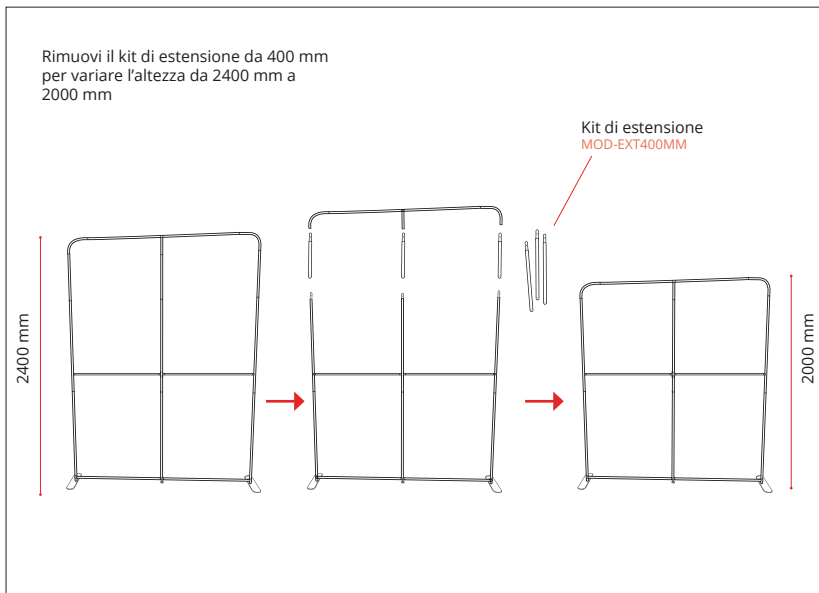 Rimuovi il kit di estensione da 400 mm
per variare l’altezza da 2400 mm a
2000 mm
Kit di estensione
MOD-EXT400MM
2400 mm
2000 mm